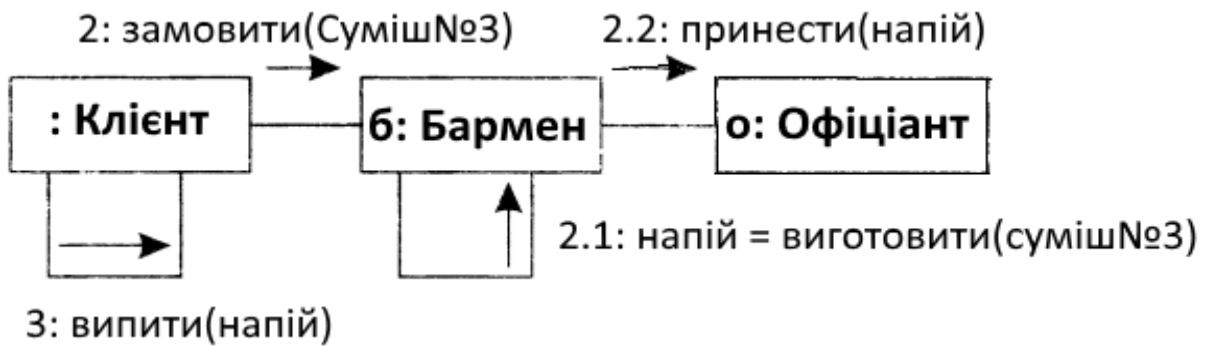 2: замовити(Суміш№3) 2.2: принести(напій)
: Клієнт б: Бармен о: Офіціант
2.1: напій = виготовити(суміш№3)
3: випити(напій)